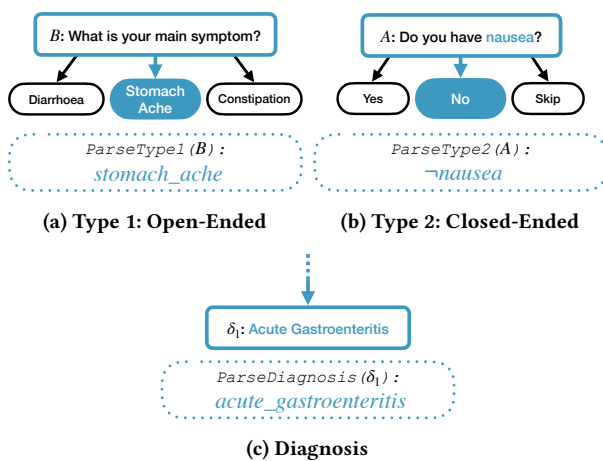 B: What is your main symptom?
Diarrhoea
Stomach
Ache
Constipation
ParseType1(B):
stomach_ache
(a) Type 1: Open-Ended
A: Do you have nausea?
Yes
No
Skip
ParseType2(A):
¬nausea
(b) Type 2: Closed-Ended
δ₁: Acute Gastroenteritis
ParseDiagnosis(δ₁):
acute_gastroenteritis
(c) Diagnosis